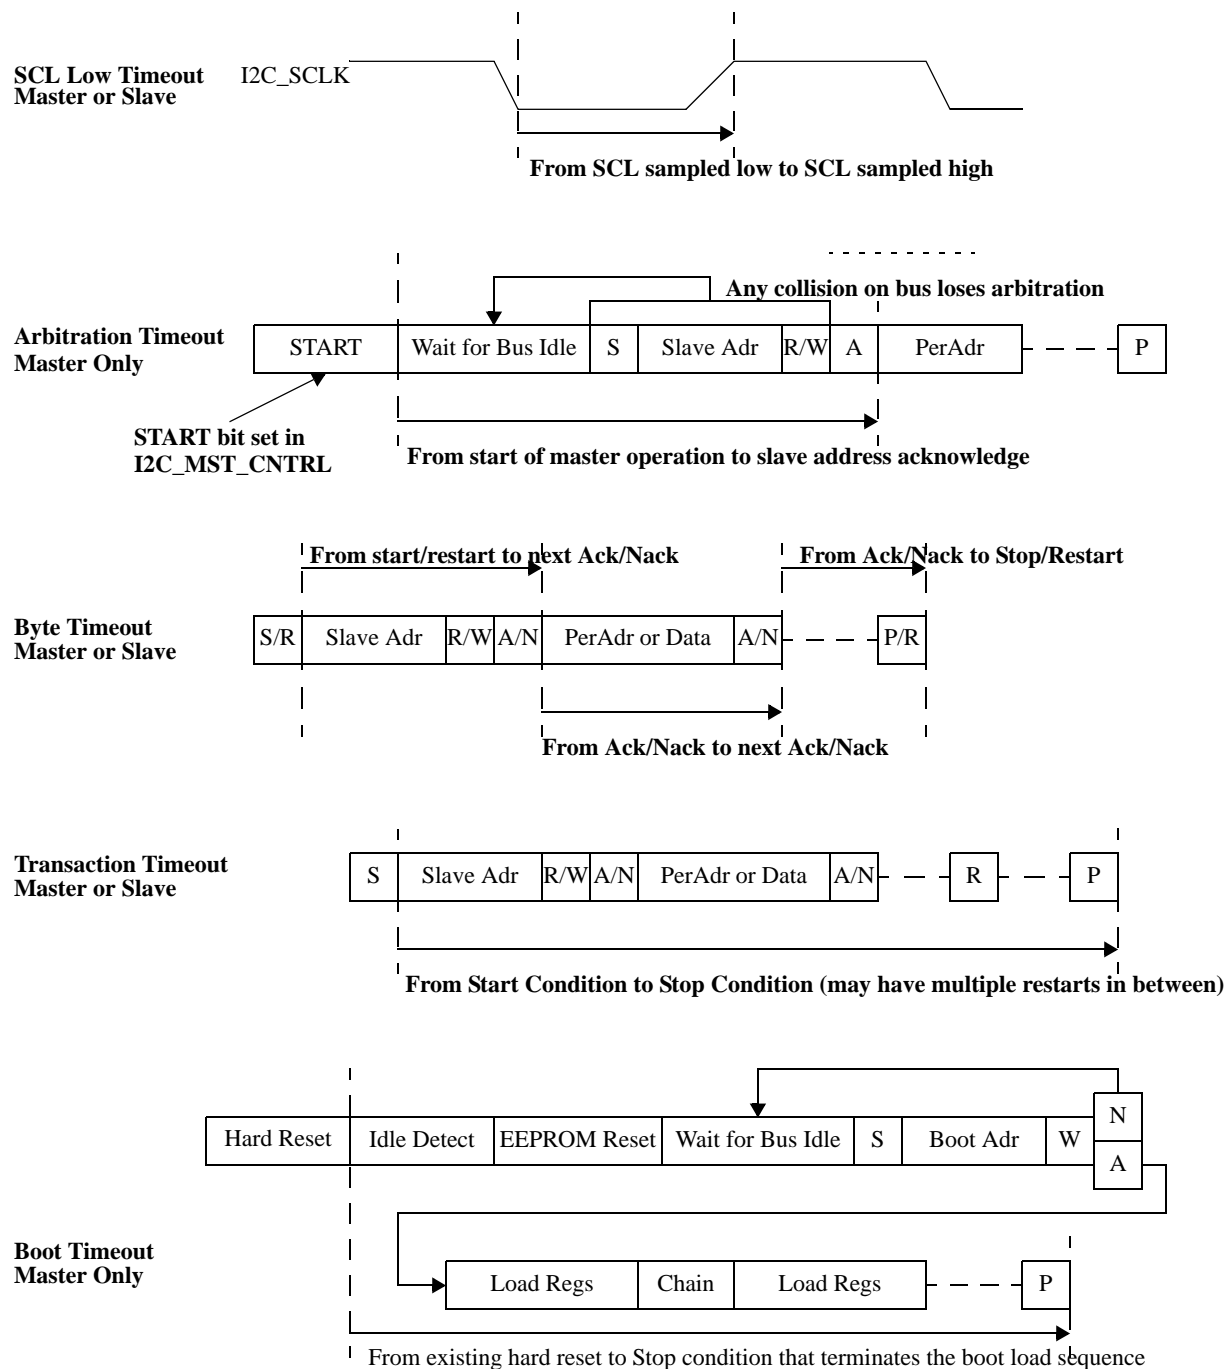 SCL Low Timeout
Master or Slave
I2C_SCLK
From SCL sampled low to SCL sampled high
Any collision on bus loses arbitration
Arbitration Timeout
Master Only
START
Wait for Bus Idle
S
Slave Adr
R/W
A
PerAdr
P
START bit set in
I2C_MST_CNTRL
From start of master operation to slave address acknowledge
From start/restart to next Ack/Nack
From Ack/Nack to Stop/Restart
Byte Timeout
Master or Slave
S/R
Slave Adr
R/W
A/N
PerAdr or Data
A/N
P/R
From Ack/Nack to next Ack/Nack
Transaction Timeout
Master or Slave
S
Slave Adr
R/W
A/N
PerAdr or Data
A/N
R
P
From Start Condition to Stop Condition (may have multiple restarts in between)
Hard Reset
Idle Detect
EEPROM Reset
Wait for Bus Idle
S
Boot Adr
W
N
A
Boot Timeout
Master Only
Load Regs
Chain
Load Regs
P
From existing hard reset to Stop condition that terminates the boot load sequence